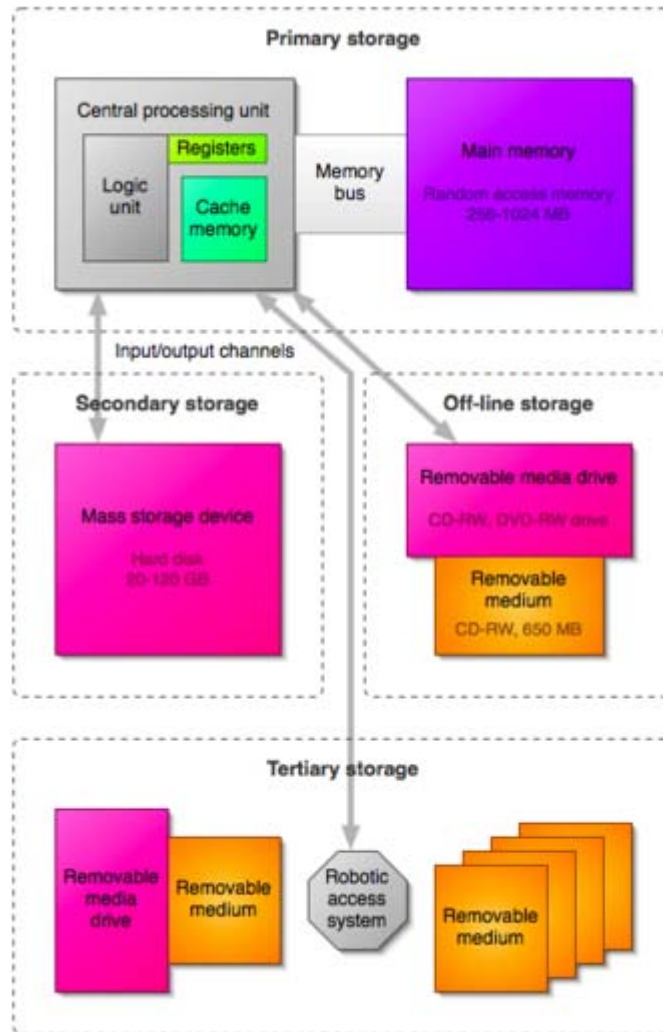 Primary storage
Central processing unit
Registers
Logic
unit
Cache
memory
Memory
bus
Main memory
Random access memory
256-1024 MB
Input/output channels
Secondary storage
Mass storage device
Hard disk
20-120 GB
Off-line storage
Removable media drive
CD-RW, DVD-RW drive
Removable
medium
CD-RW, 650 MB
Tertiary storage
Removable
media
drive
Removable
medium
Robotic
access
system
Removable
medium